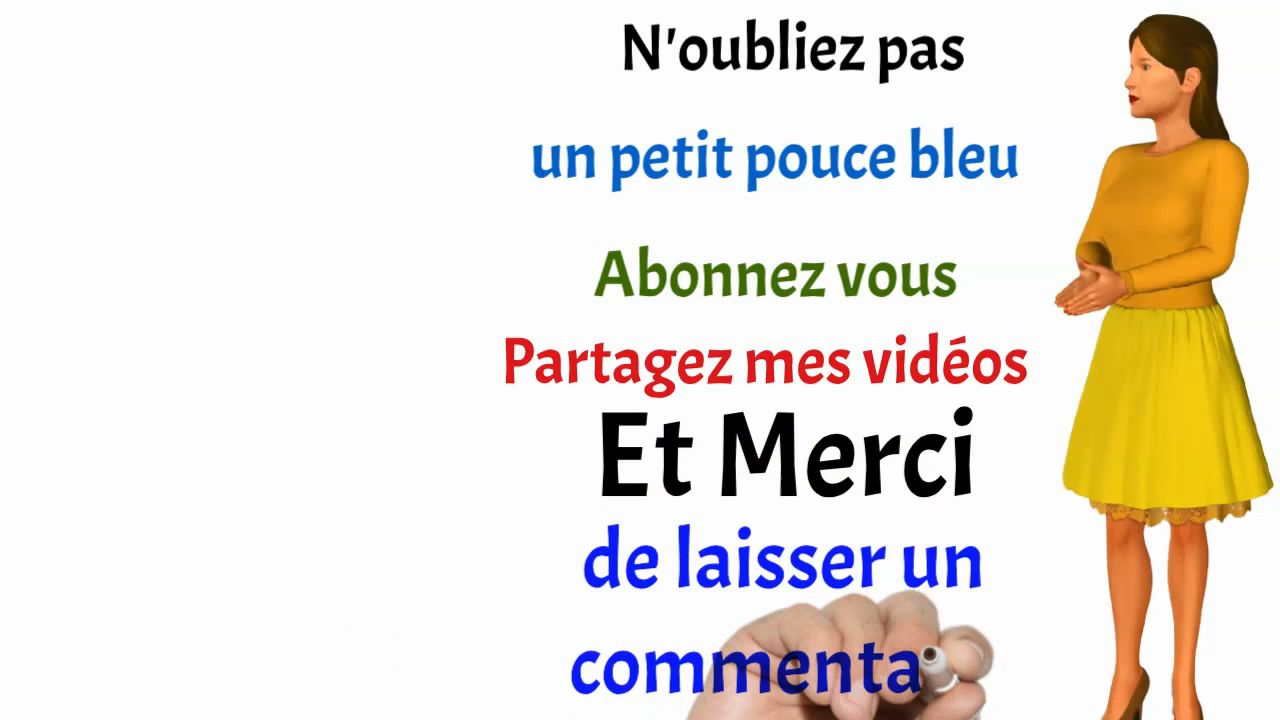 N'oubliez pas
un petit pouce bleu
Abonnez vous
Partagez mes vidéos
Et Merci
de laisser un
commenta